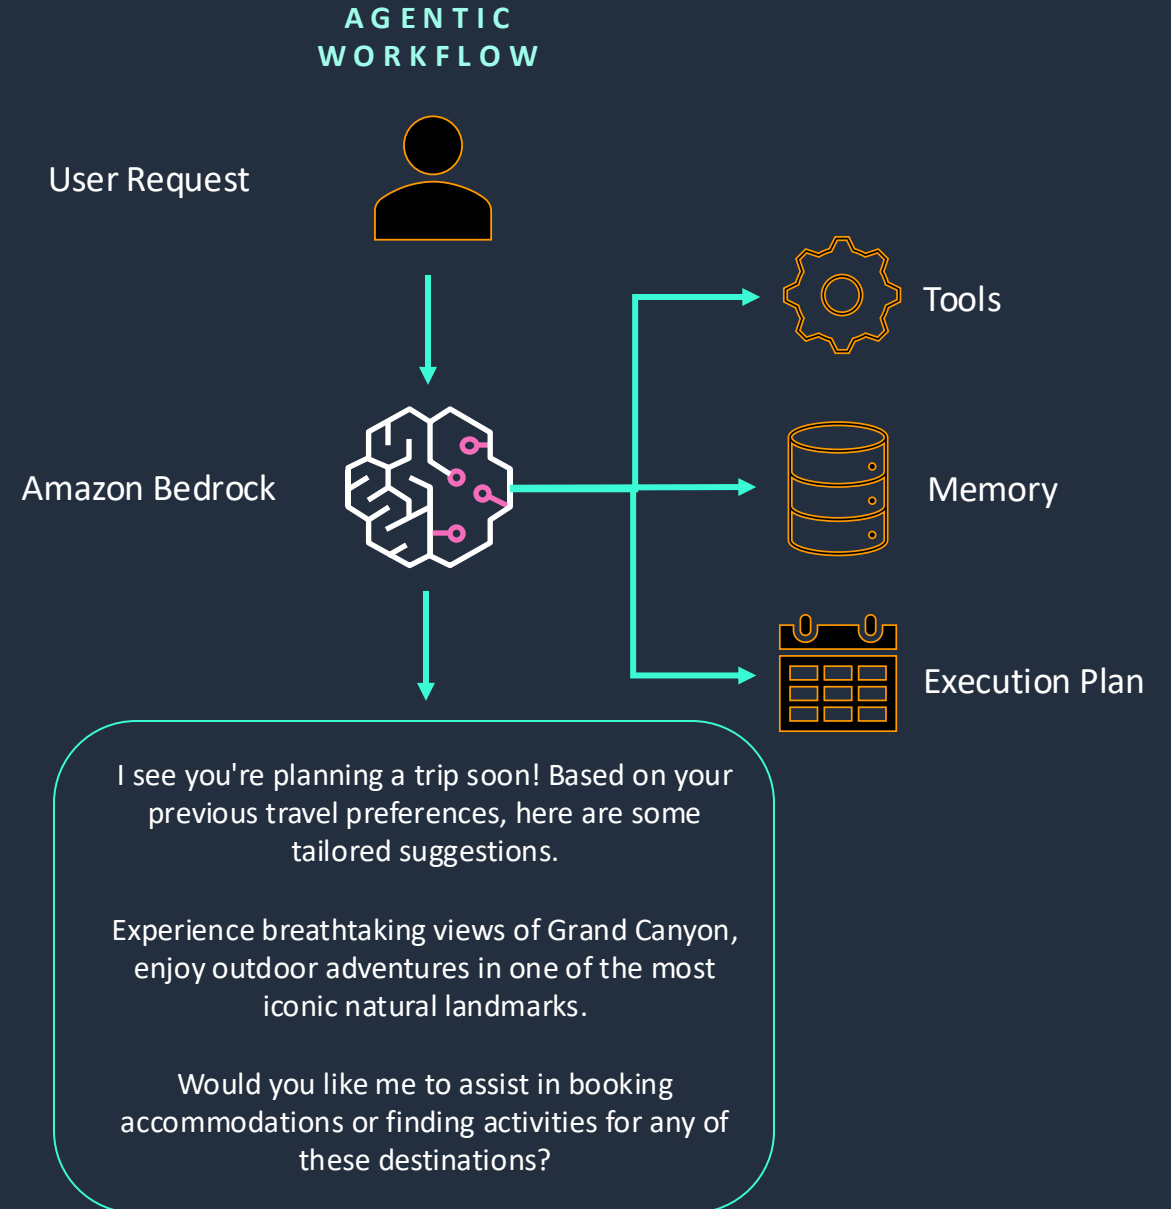 AGENTIC
WORKFLOW
User Request
Tools
Amazon Bedrock
Memory
Execution Plan
I see you're planning a trip soon! Based on your
previous travel preferences, here are some
tailored suggestions.
Experience breathtaking views of Grand Canyon,
enjoy outdoor adventures in one of the most
iconic natural landmarks.
Would you like me to assist in booking
accommodations or finding activities for any of
these destinations?